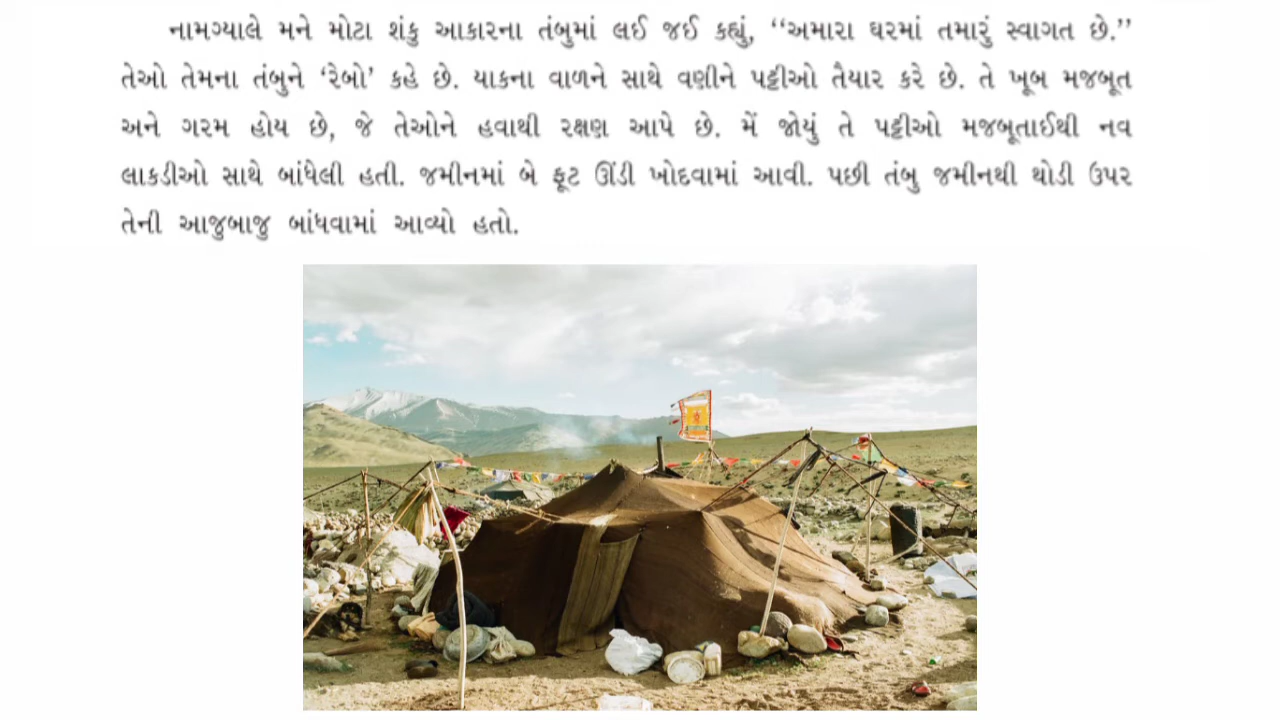 નામગ્યાલે મને મોટા શંકુ આકારના તંબુમાં લઈ જઈ કહ્યું, ‘‘અમારા ઘરમાં તમારું સ્વાગત છે.’’
તેઓ તેમના તંબુને ‘રેબો’ કહે છે. યાકના વાળને સાથે વણીને પટ્ટીઓ તૈયાર કરે છે. તે ખૂબ મજબૂત
અને ગરમ હોય છે, જે તેઓને હવાથી રક્ષણ આપે છે. મેં જોયું તે પટ્ટીઓ મજબૂતાઈથી નવ
લાકડીઓ સાથે બાંધેલી હતી. જમીનમાં બે ફૂટ ઊંડી ખોદવામાં આવી. પછી તંબુ જમીનથી થોડી ઉપર
તેની આજુબાજુ બાંધવામાં આવ્યો હતો.